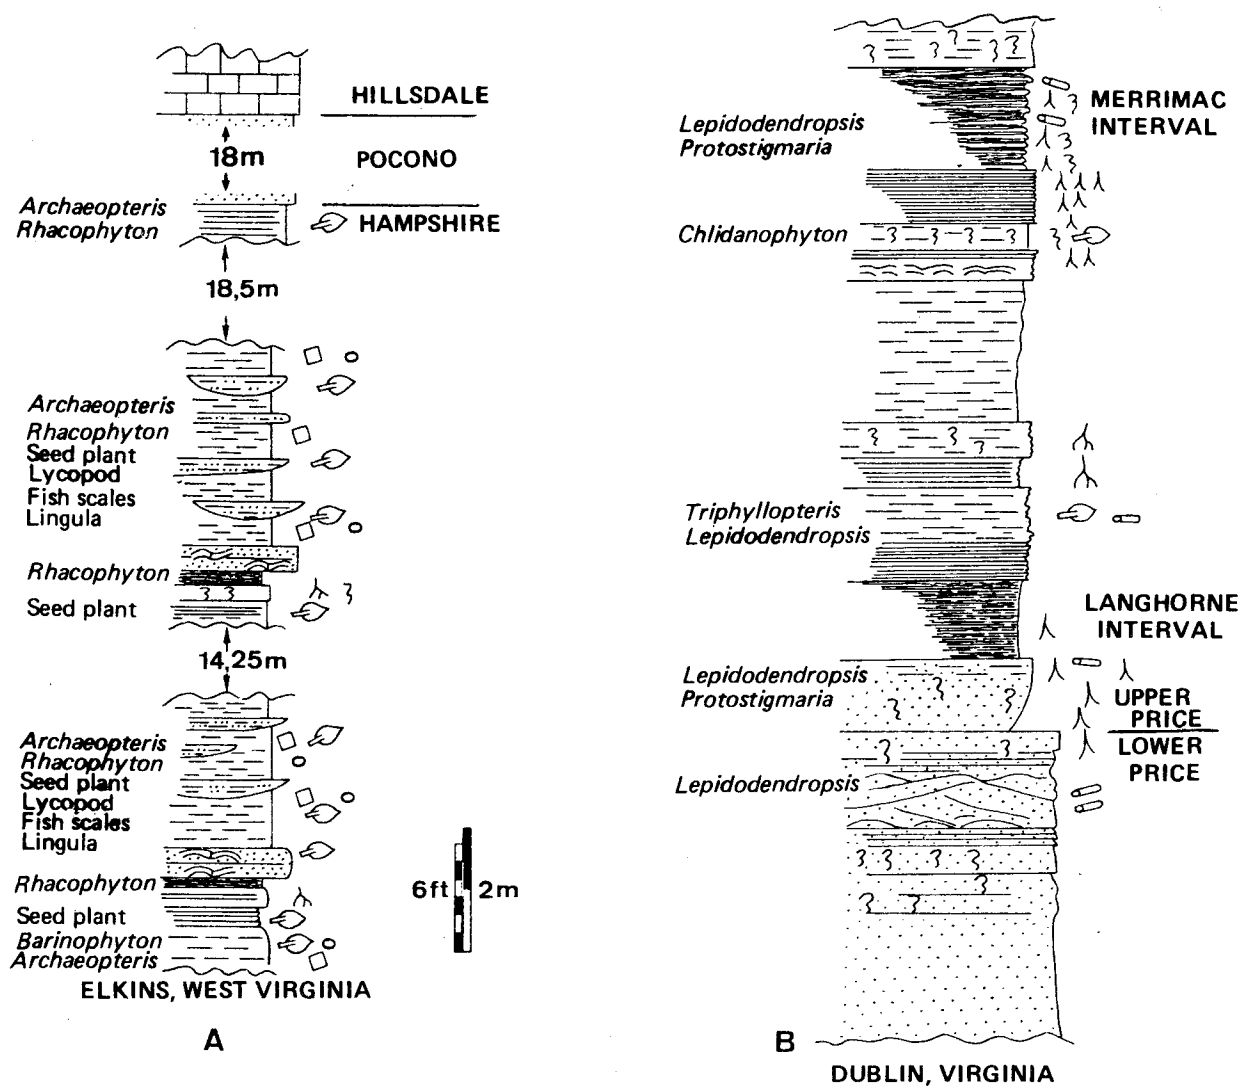 HILLSDALE
18m
POCONO
Archaeopteris
Rhacophyton
HAMPSHIRE
18,5m
Archaeopteris
Rhacophyton
Seed plant
Lycopod
Fish scales
Lingula
Rhacophyton
Seed plant
14,25m
Archaeopteris
Rhacophyton
Seed plant
Lycopod
Fish scales
Lingula
Rhacophyton
Seed plant
Barinophyton
Archaeopteris
6ft
2m
ELKINS, WEST VIRGINIA
A
MERRIMAC
INTERVAL
Lepidodendropsis
Protostigmaria
Chlidanophyton
Triphyllopteris
Lepidodendropsis
LANGHORNE
INTERVAL
Lepidodendropsis
Protostigmaria
UPPER
PRICE
LOWER
PRICE
Lepidodendropsis
B
DUBLIN, VIRGINIA